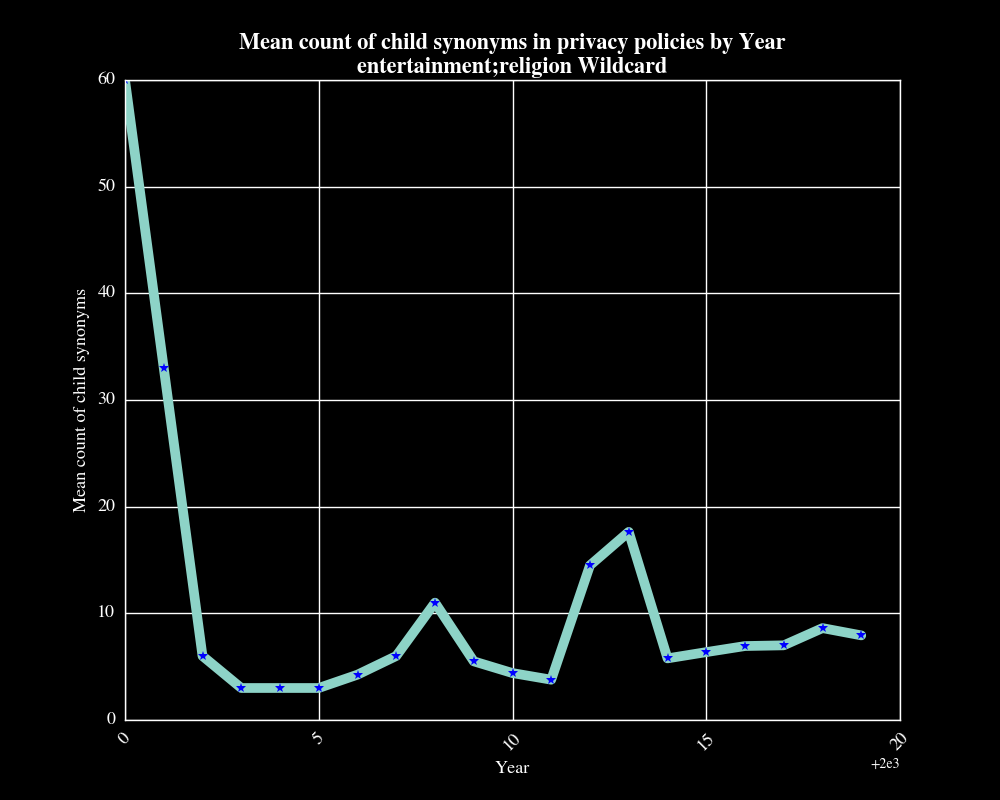 Mean count of child synonyms in privacy policies by Year
entertainment;religion Wildcard
60
50
40
30
20
10
0
Mean count of child synonyms
0 5 10 15 20
Year
+2e3